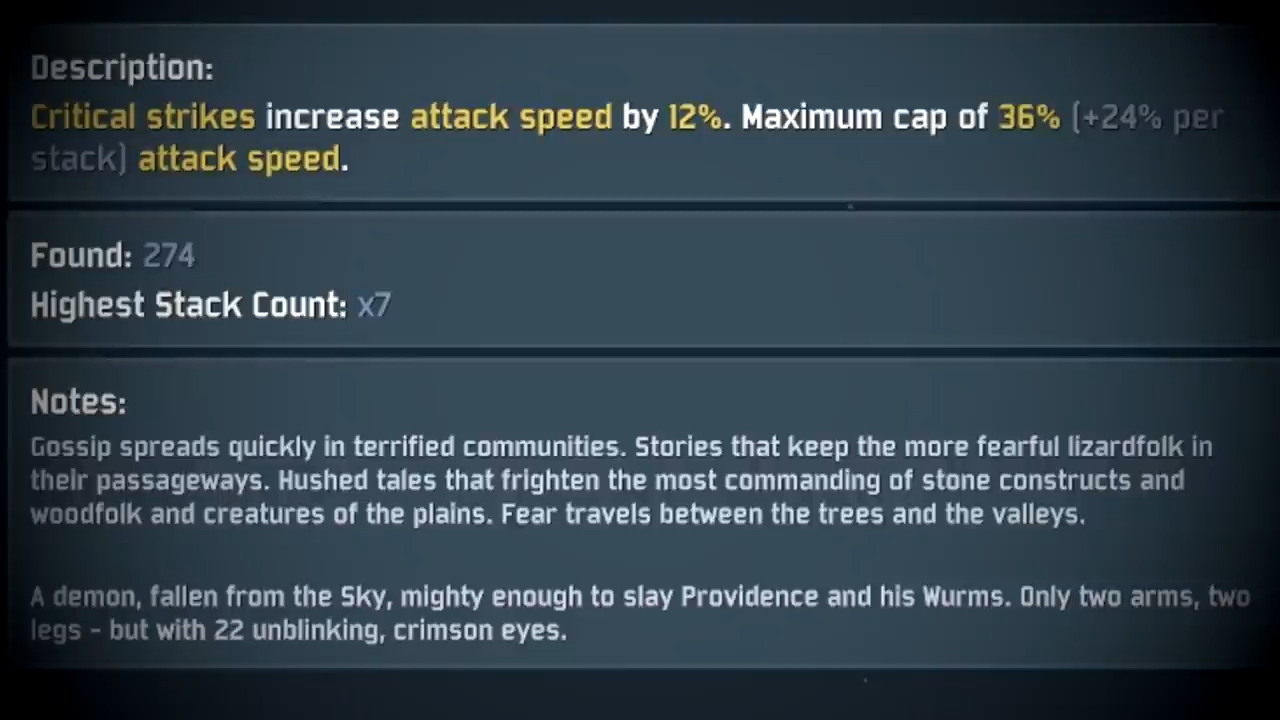 Description:
Critical strikes increase attack speed by 12%. Maximum cap of 36% (+24% per
stack) attack speed.
Found: 274
Highest Stack Count: x7
Notes:
Gossip spreads quickly in terrified communities. Stories that keep the more fearful lizardfolk in
their passageways. Hushed tales that frighten the most commanding of stone constructs and
woodfolk and creatures of the plains. Fear travels between the trees and the valleys.
A demon, fallen from the Sky, mighty enough to slay Providence and his Wurms. Only two arms, two
legs - but with 22 unblinking, crimson eyes.